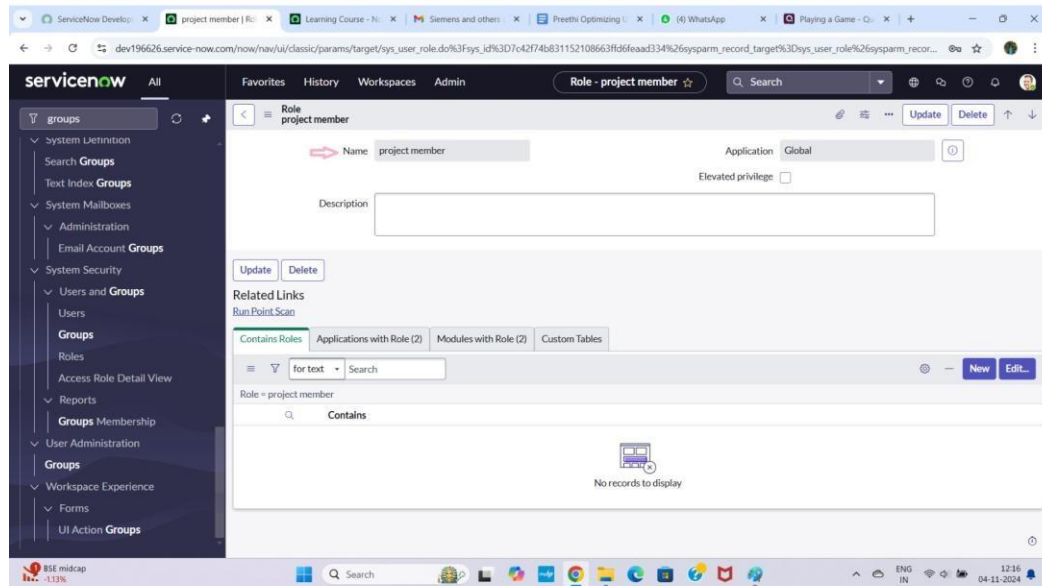 ServiceNow Develop
project member | Rol
Learning Course - N
Siemens and others
Preethi Optimizing U
(4) WhatsApp
Playing a Game - Qu
dev196626.service-now.com/now/nav/ui/classic/params/target/sys_user_role.do%3Fsys_id%3D7c42f74b831152108663ffd6feaad334%26sysparm_record_target%3Dsys_user_role%26sysparm_recor...
servicenow All Favorites History Workspaces Admin Role - project member Search
groups
System Definition
Search Groups
Text Index Groups
System Mailboxes
Administration
Email Account Groups
System Security
Users and Groups
Users
Groups
Roles
Access Role Detail View
Reports
Groups Membership
User Administration
Groups
Workspace Experience
Forms
UI Action Groups
Role
project member
Update Delete
Name project member Application Global
Elevated privilege
Description
Update Delete
Related Links
Run Point Scan
Contains Roles Applications with Role (2) Modules with Role (2) Custom Tables
for text Search New Edit...
Role = project member
Contains
No records to display
BSE midcap
-1.13%
Search
ENG
IN
12:16
04-11-2024